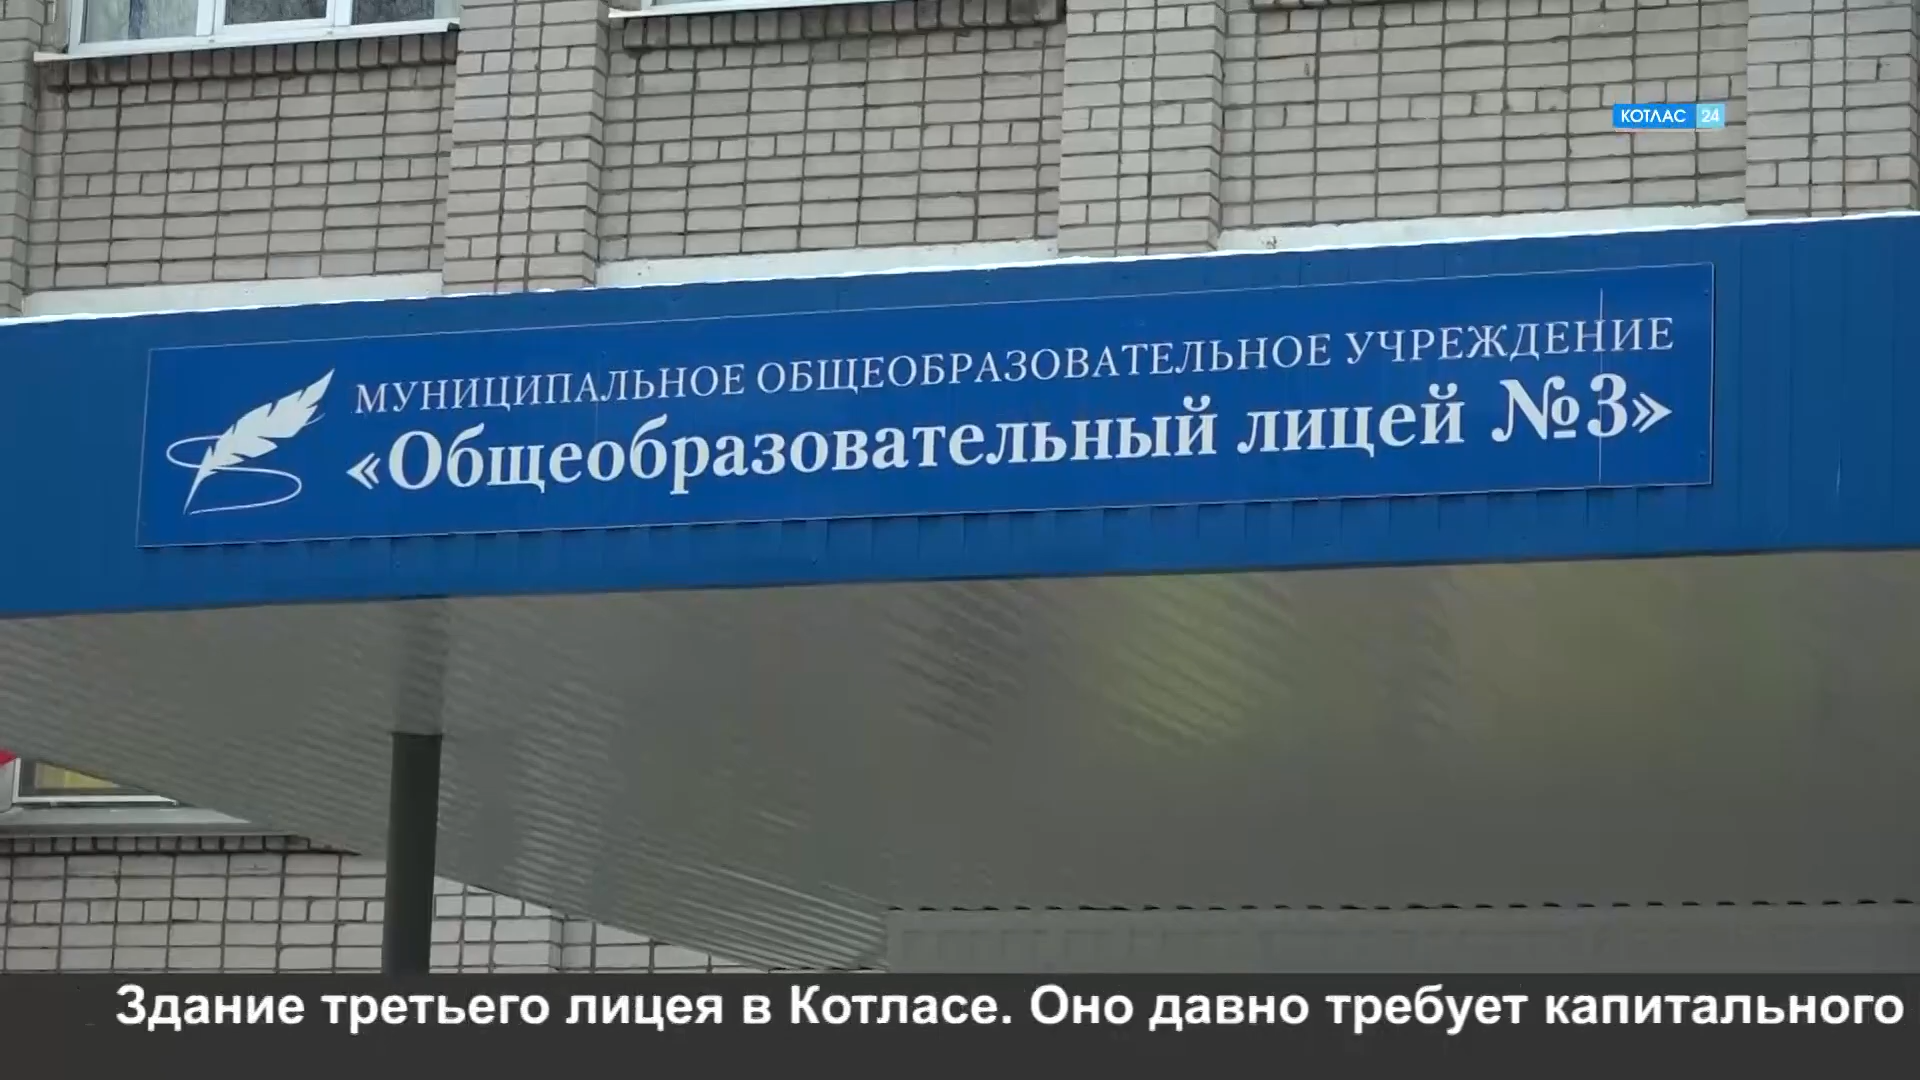 КОТЛАС 24
МУНИЦИПАЛЬНОЕ ОБЩЕОБРАЗОВАТЕЛЬНОЕ УЧРЕЖДЕНИЕ
«Общеобразовательный лицей №3»
Здание третьего лицея в Котласе. Оно давно требует капитального